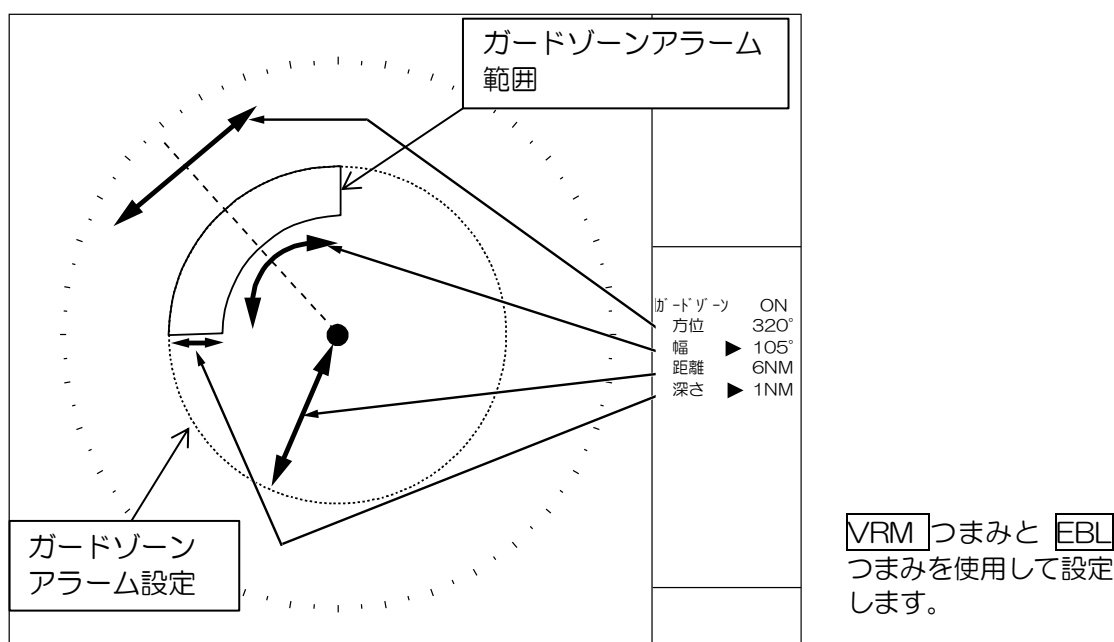 ガードゾーンアラーム
範囲
ｶﾞｰﾄﾞｿﾞｰﾝ ON
方位 320°
幅 ▶ 105°
距離 6NM
深さ ▶ 1NM
ガードゾーン
アラーム設定
VRM つまみと EBL
つまみを使用して設定
します。